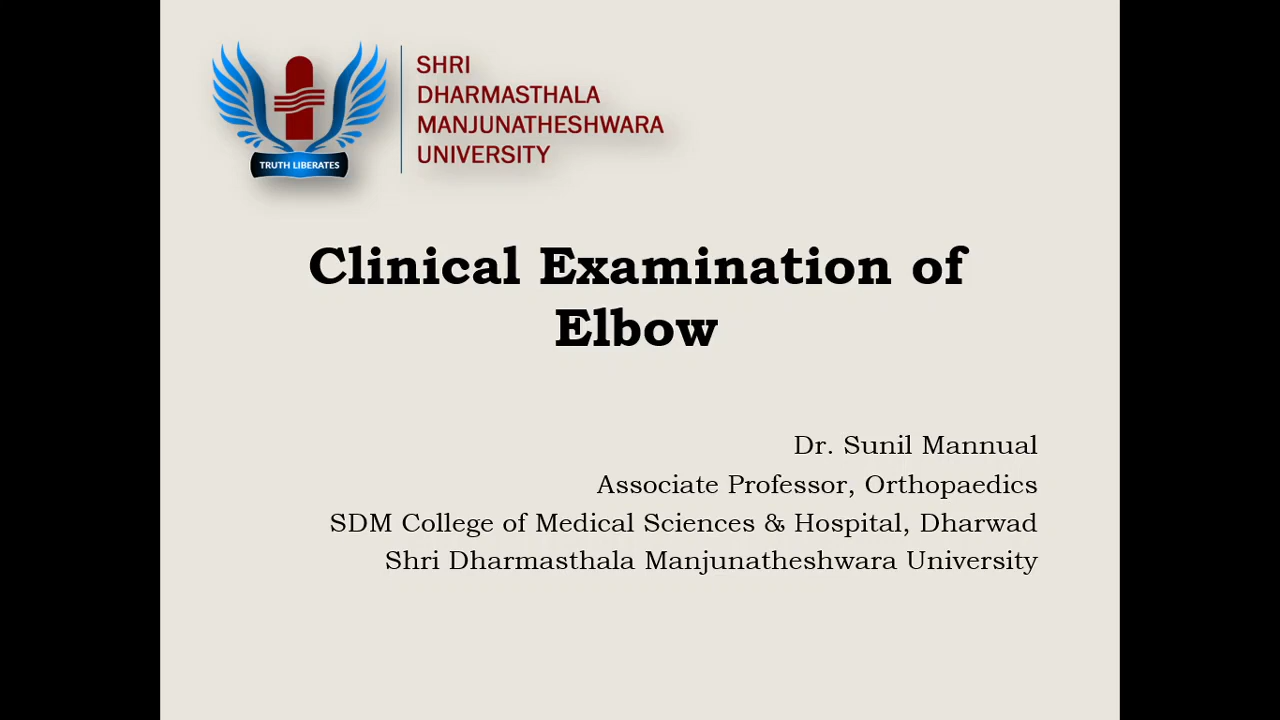 SHRI
DHARMASTHALA
MANJUNATHESHWARA
UNIVERSITY
TRUTH LIBERATES
Clinical Examination of
Elbow
Dr. Sunil Mannual
Associate Professor, Orthopaedics
SDM College of Medical Sciences & Hospital, Dharwad
Shri Dharmasthala Manjunatheshwara University